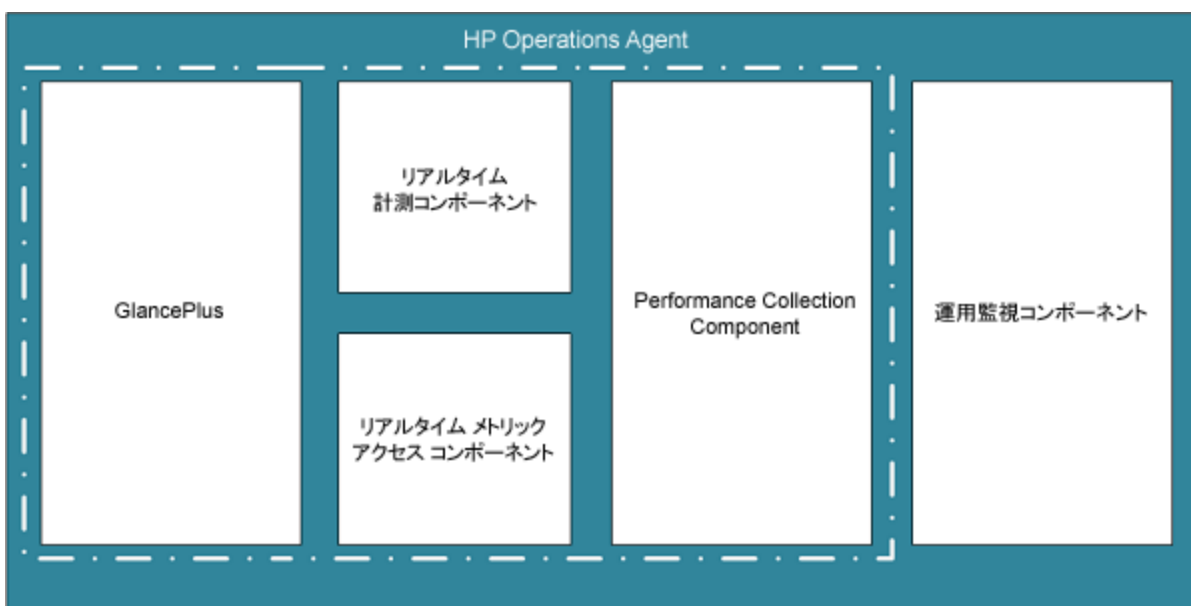 HP Operations Agent
GlancePlus
リアルタイム
計測コンポーネント
リアルタイム メトリック
アクセス コンポーネント
Performance Collection
Component
運用監視コンポーネント